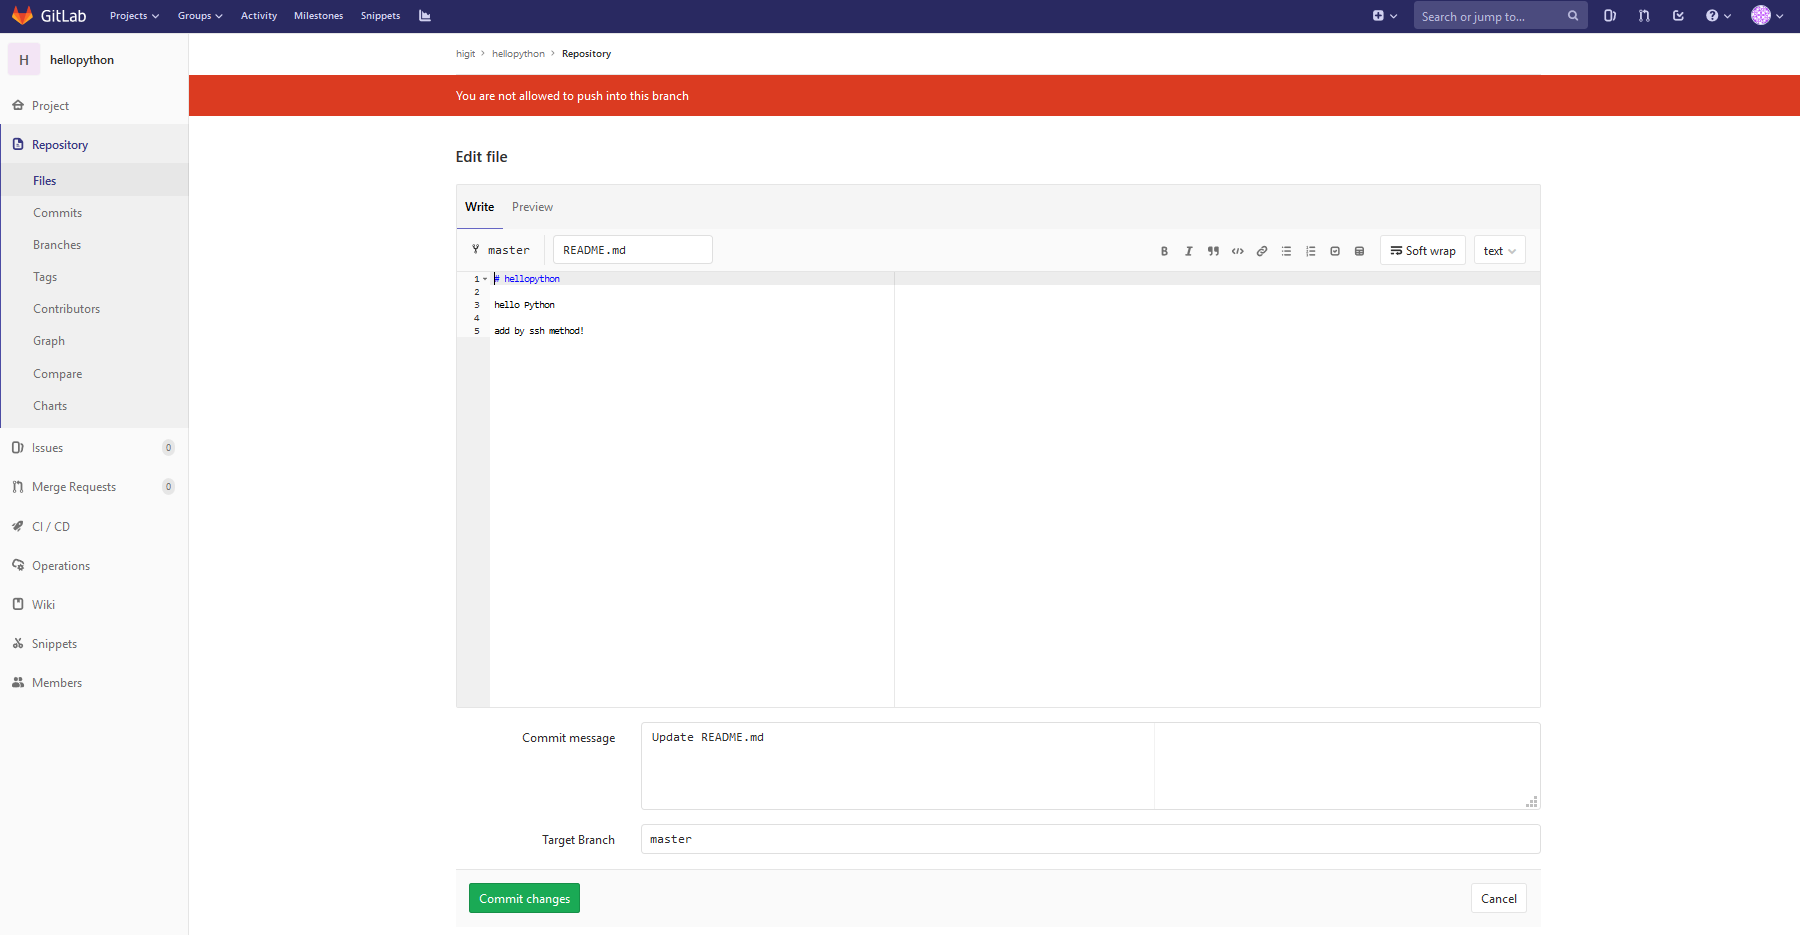 GitLab Projects Groups Activity Milestones Snippets Search or jump to...
H hellopython
higit > hellopython > Repository
You are not allowed to push into this branch
Project
Repository
Files
Commits
Branches
Tags
Contributors
Graph
Compare
Charts
Issues 0
Merge Requests 0
CI / CD
Operations
Wiki
Snippets
Members
Edit file
Write Preview
master README.md Soft wrap text
1 # hellopython
2
3 hello Python
4
5 add by ssh method!
Commit message Update README.md
Target Branch master
Commit changes Cancel